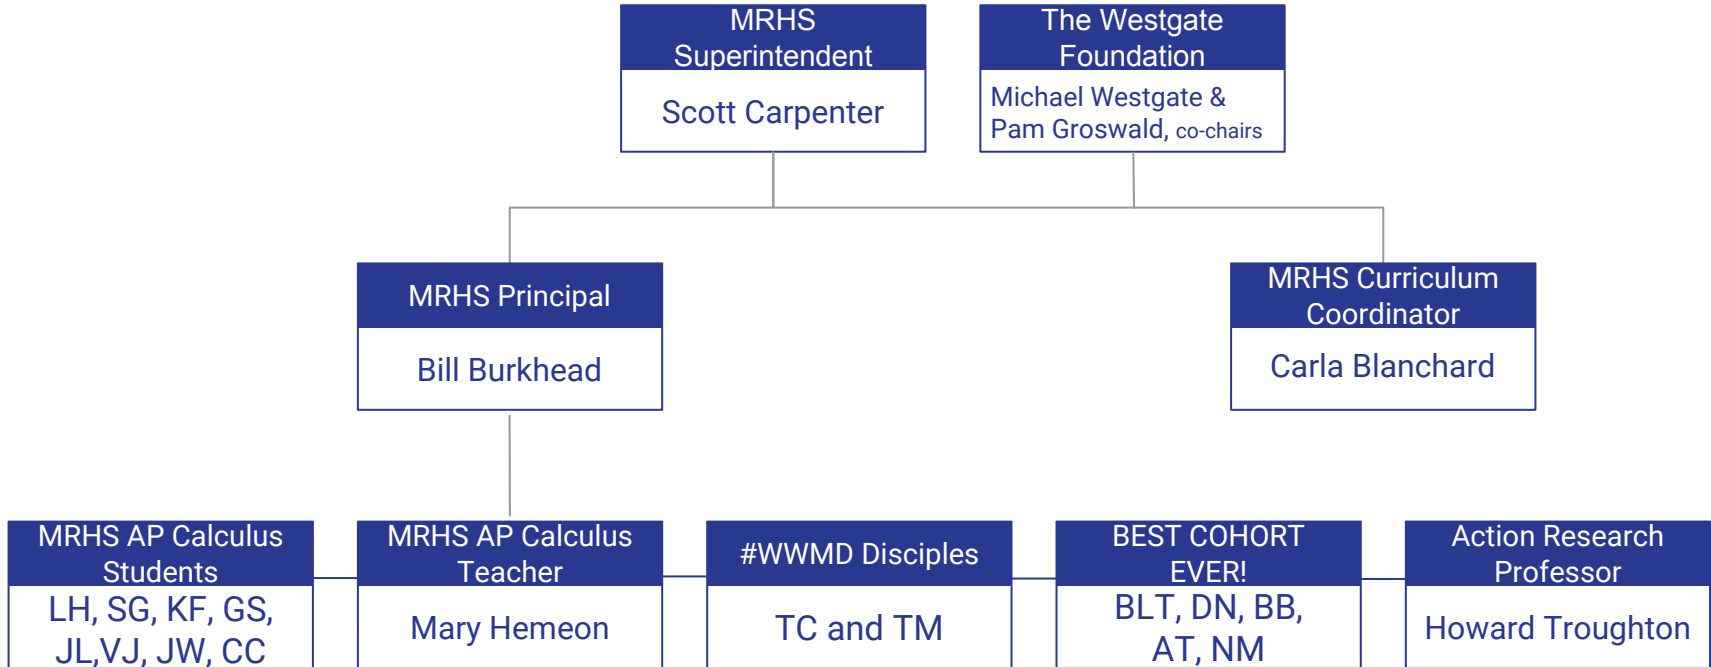 MRHS
Superintendent
Scott Carpenter
The Westgate
Foundation
Michael Westgate &
Pam Groswald, co-chairs
MRHS Principal
Bill Burkhead
MRHS Curriculum
Coordinator
Carla Blanchard
MRHS AP Calculus
Students
LH, SG, KF, GS,
JL,VJ, JW, CC
MRHS AP Calculus
Teacher
Mary Hemeon
#WWMD Disciples
TC and TM
BEST COHORT
EVER!
BLT, DN, BB,
AT, NM
Action Research
Professor
Howard Troughton